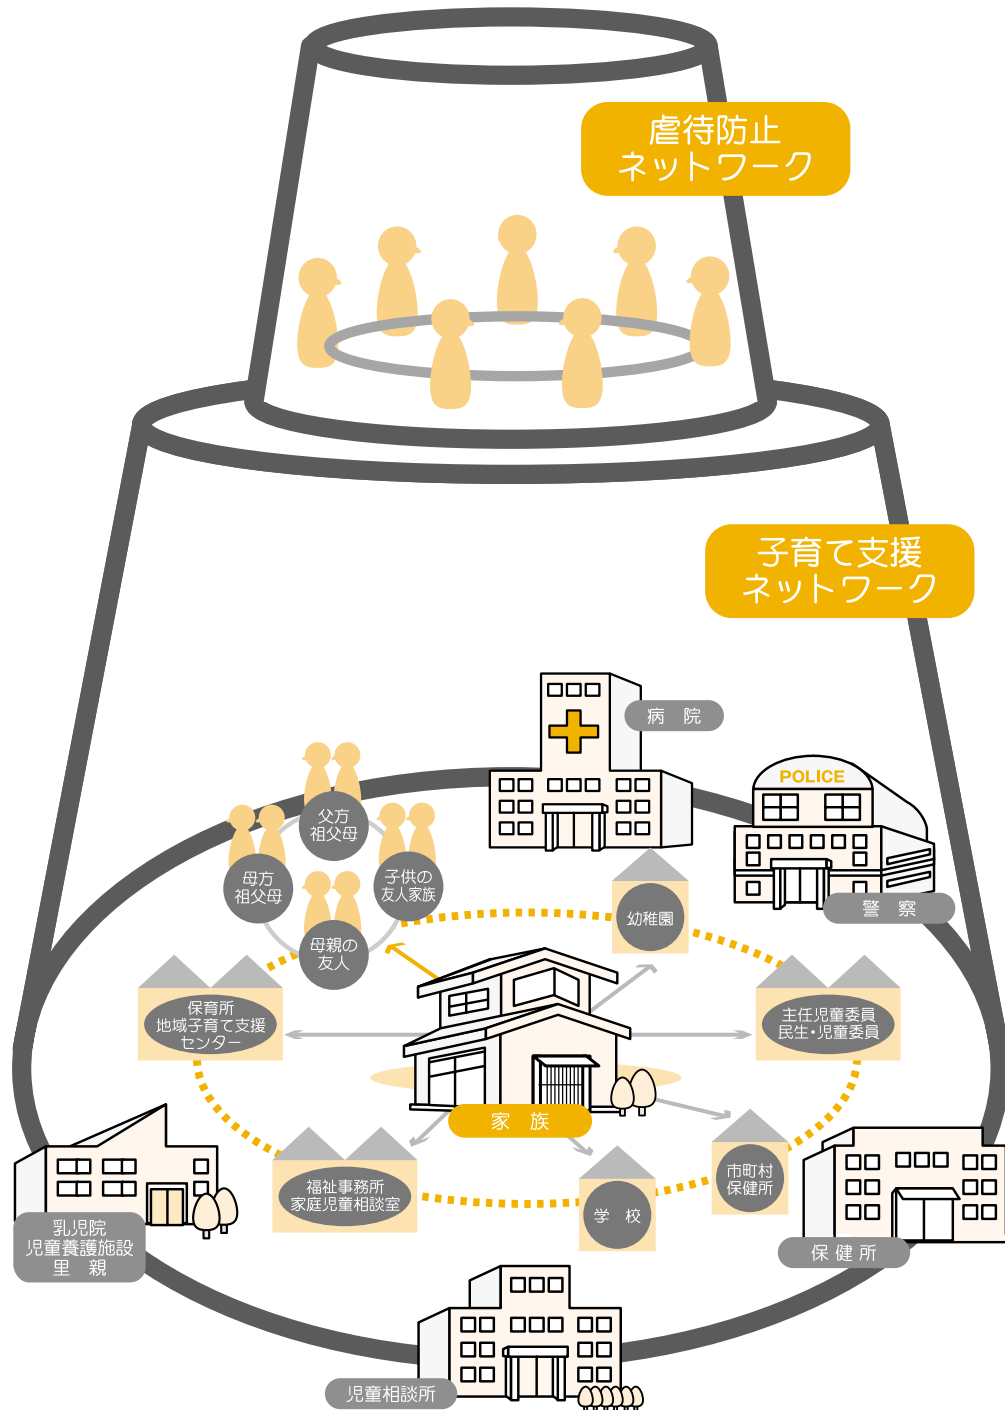 虐待防止
ネットワーク
子育て支援
ネットワーク
病　院
POLICE
警　察
父方
祖父母
母方
祖父母
子供の
友人家族
母親の
友人
幼稚園
保育所
地域子育て支援
センター
主任児童委員
民生・児童委員
家　族
福祉事務所
家庭児童相談室
学　校
市町村
保健所
乳児院
児童養護施設
里　親
保 健 所
児童相談所